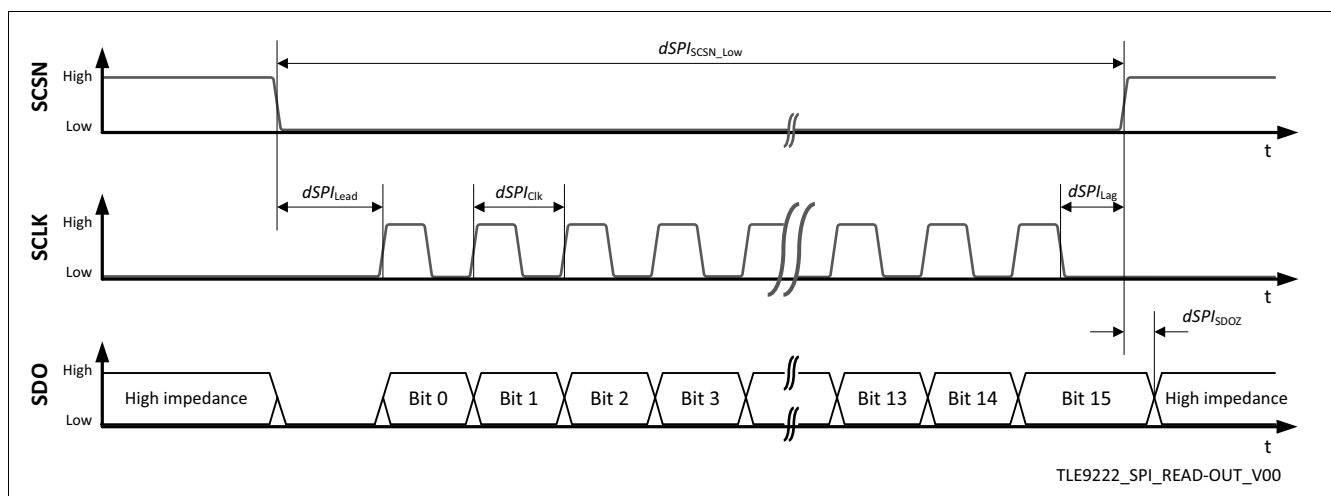 dSPISCSN_Low
SCSN
High
Low
t
dSPILead
dSPIClk
dSPILag
SCLK
High
Low
t
dSPISDOZ
SDO
High
High impedance
Bit 0
Bit 1
Bit 2
Bit 3
Bit 13
Bit 14
Bit 15
High impedance
Low
t
TLE9222_SPI_READ-OUT_V00